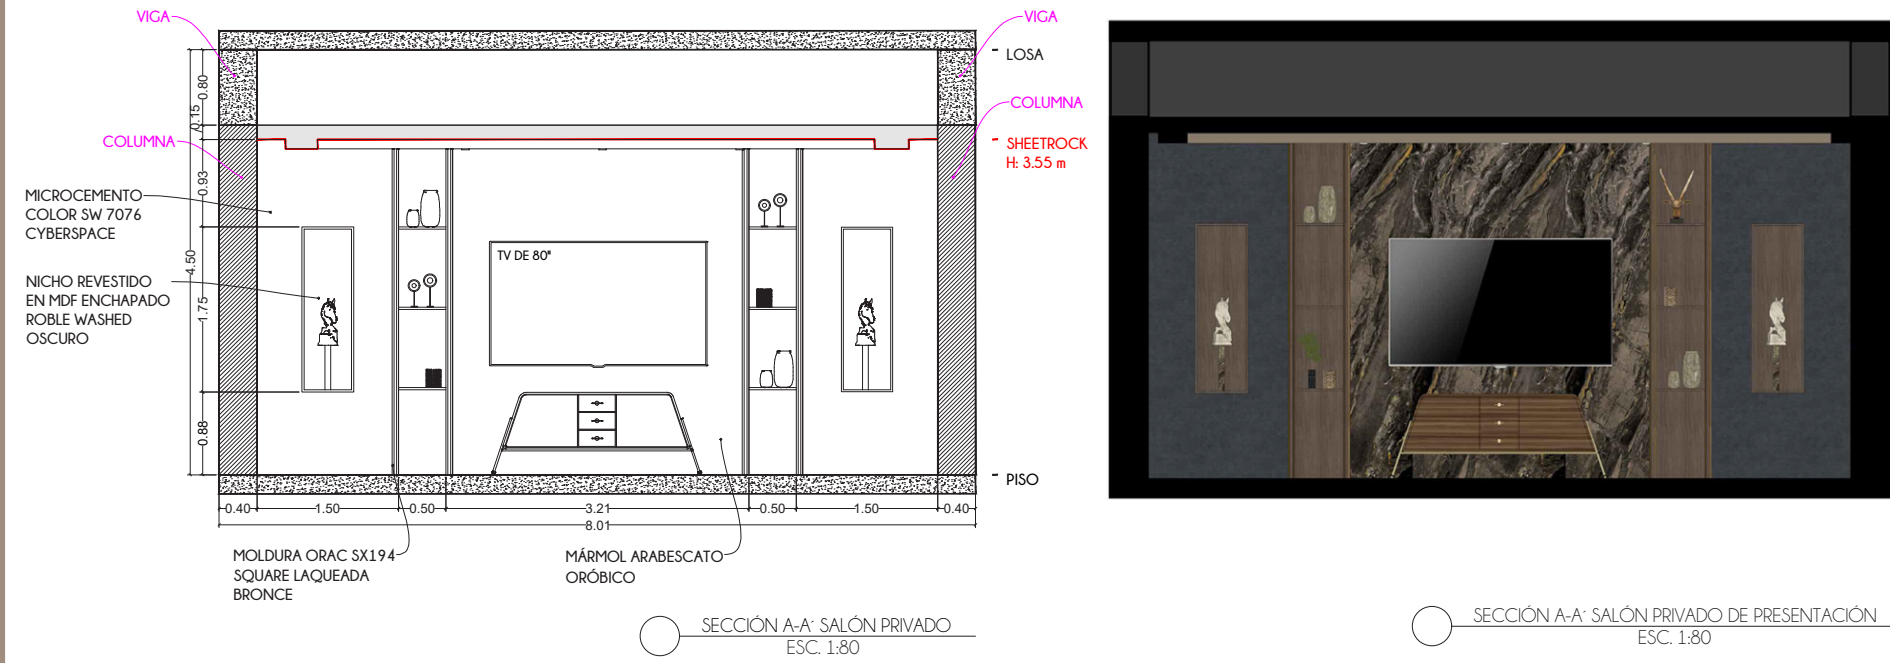 VIGA
VIGA
LOSA
COLUMNA
COLUMNA
SHEETROCK
H: 3.55 m
MICROCEMENTO
COLOR SW 7076
CYBERSPACE
NICHO REVESTIDO
EN MDF ENCHAPADO
ROBLE WASHED
OSCURO
0.80
0.15
0.93
4.50
1.75
0.88
TV DE 80"
PISO
0.40 1.50 0.50 3.21 0.50 1.50 0.40
8.01
MOLDURA ORAC SX194
SQUARE LAQUEADA
BRONCE
MÁRMOL ARABESCATO
ORÓBICO
SECCIÓN A-A´ SALÓN PRIVADO
ESC. 1:80
SECCIÓN A-A´ SALÓN PRIVADO DE PRESENTACIÓN
ESC. 1:80